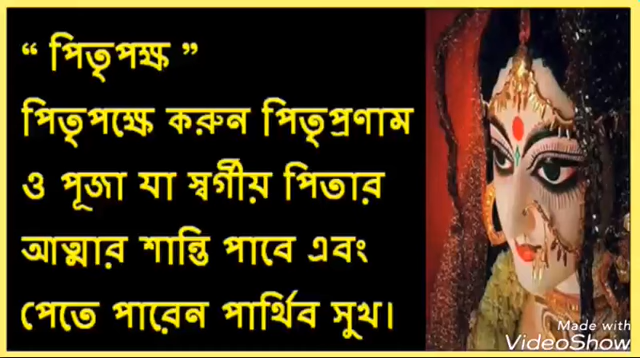 “ পিতৃপক্ষ ”
পিতৃপক্ষে করুন পিতৃপ্রণাম
ও পূজা যা স্বর্গীয় পিতার
আত্মার শান্তি পাবে এবং
পেতে পারেন পার্থিব সুখ।
Made with
VideoShow